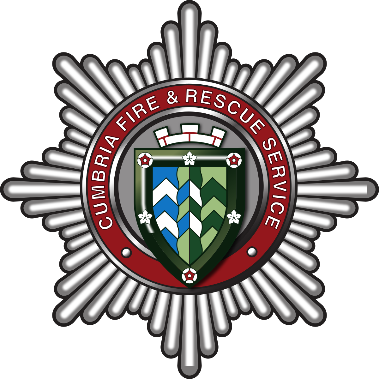 CUMBRIA FIRE & RESCUE SERVICE